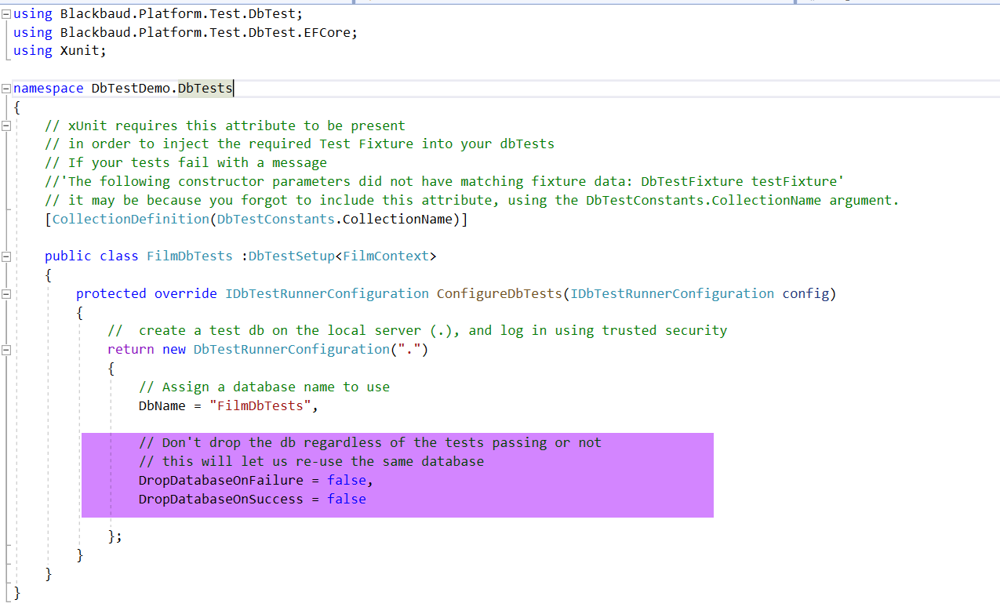 using Blackbaud.Platform.Test.DbTest;
using Blackbaud.Platform.Test.DbTest.EFCore;
using Xunit;

namespace DbTestDemo.DbTests
{
    // xUnit requires this attribute to be present
    // in order to inject the required Test Fixture into your dbTests
    // If your tests fail with a message
    //'The following constructor parameters did not have matching fixture data: DbTestFixture testFixture'
    // it may be because you forgot to include this attribute, using the DbTestConstants.CollectionName argument.
    [CollectionDefinition(DbTestConstants.CollectionName)]

    public class FilmDbTests :DbTestSetup<FilmContext>
    {
        protected override IDbTestRunnerConfiguration ConfigureDbTests(IDbTestRunnerConfiguration config)
        {
            //  create a test db on the local server (.), and log in using trusted security
            return new DbTestRunnerConfiguration(".")
            {
                // Assign a database name to use
                DbName = "FilmDbTests",

                // Don't drop the db regardless of the tests passing or not
                // this will let us re-use the same database
                DropDatabaseOnFailure = false,
                DropDatabaseOnSuccess = false

            };
        }
    }
}